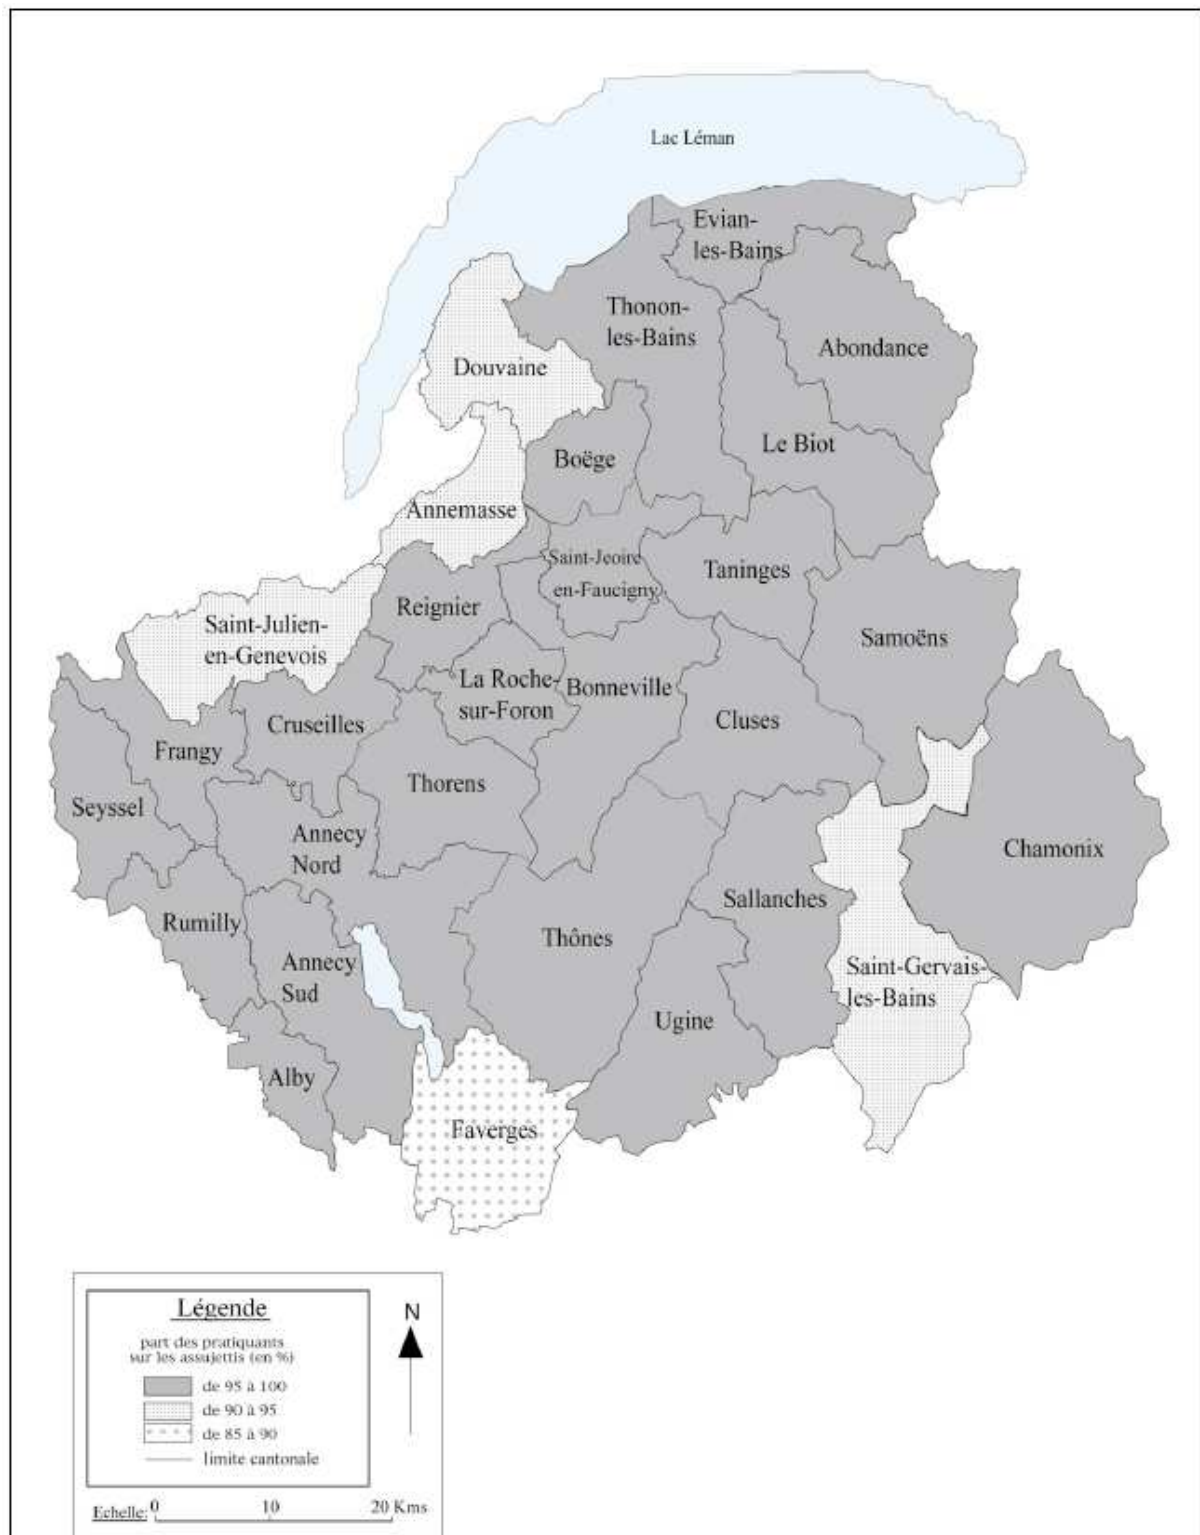 Lac Léman
Evian-
les-Bains
Thonon-
les-Bains
Abondance
Douvaine
Le Biot
Boëge
Annemasse
Saint-Jeoire
en-Faucigny
Taninges
Reignier
Saint-Julien-
en-Genevois
Samoëns
La Roche-
sur-Foron
Bonneville
Cruseilles
Cluses
Frangy
Thorens
Seyssel
Annecy
Nord
Chamonix
Sallanches
Rumilly
Thônes
Annecy
Sud
Saint-Gervais-
les-Bains
Ugine
Alby
Faverges
Légende
part des pratiquants
sur les assujettis (en %)
de 95 à 100
de 90 à 95
de 85 à 90
limite cantonale
N
Echelle: 0 10 20 Kms